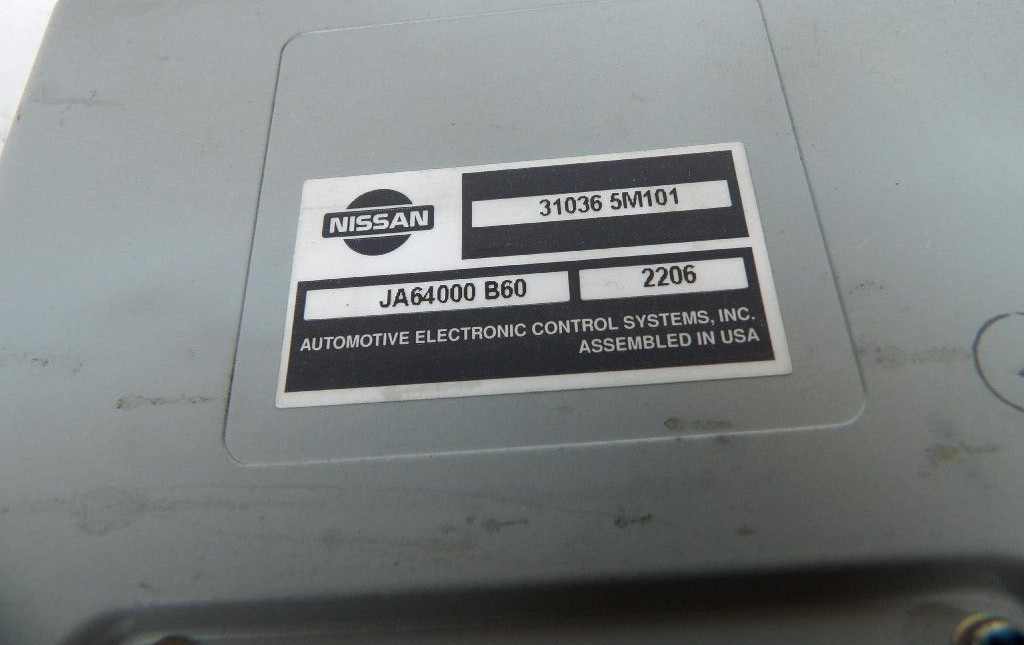 NISSAN
31036 5M101
JA64000 B60
2206
AUTOMOTIVE ELECTRONIC CONTROL SYSTEMS, INC.
ASSEMBLED IN USA